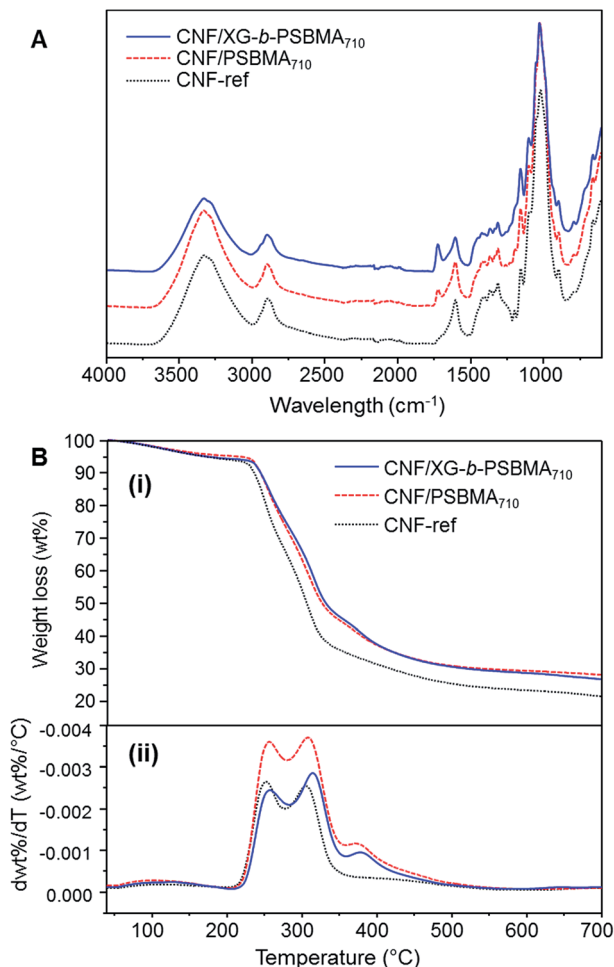 A
CNF/XG-b-PSBMA₇₁₀
CNF/PSBMA₇₁₀
CNF-ref
4000 3500 3000 2500 2000 1500 1000
Wavelength (cm⁻¹)
B
(i)
CNF/XG-b-PSBMA₇₁₀
CNF/PSBMA₇₁₀
CNF-ref
100
90
80
70
60
50
40
30
20
Weight loss (wt%)
(ii)
-0.004
-0.003
-0.002
-0.001
0.000
dwt%/dT (wt%/°C)
100 200 300 400 500 600 700
Temperature (°C)